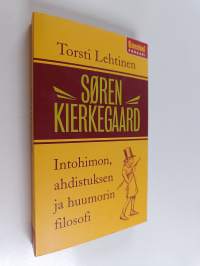 Torsti Lehtinen
SØREN
KIERKEGAARD
Intohimon,
ahdistuksen
ja huumorin
filosofi